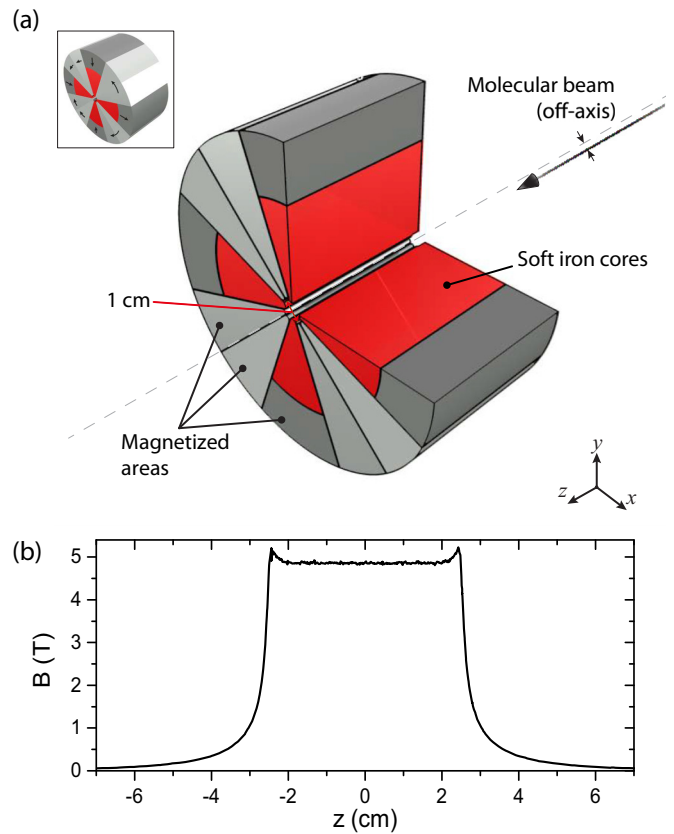 (a)
Molecular beam
(off-axis)
Soft iron cores
1 cm
Magnetized
areas
y
z
x
(b)
5
4
3
2
1
0
B (T)
-6
-4
-2
0
2
4
6
z (cm)